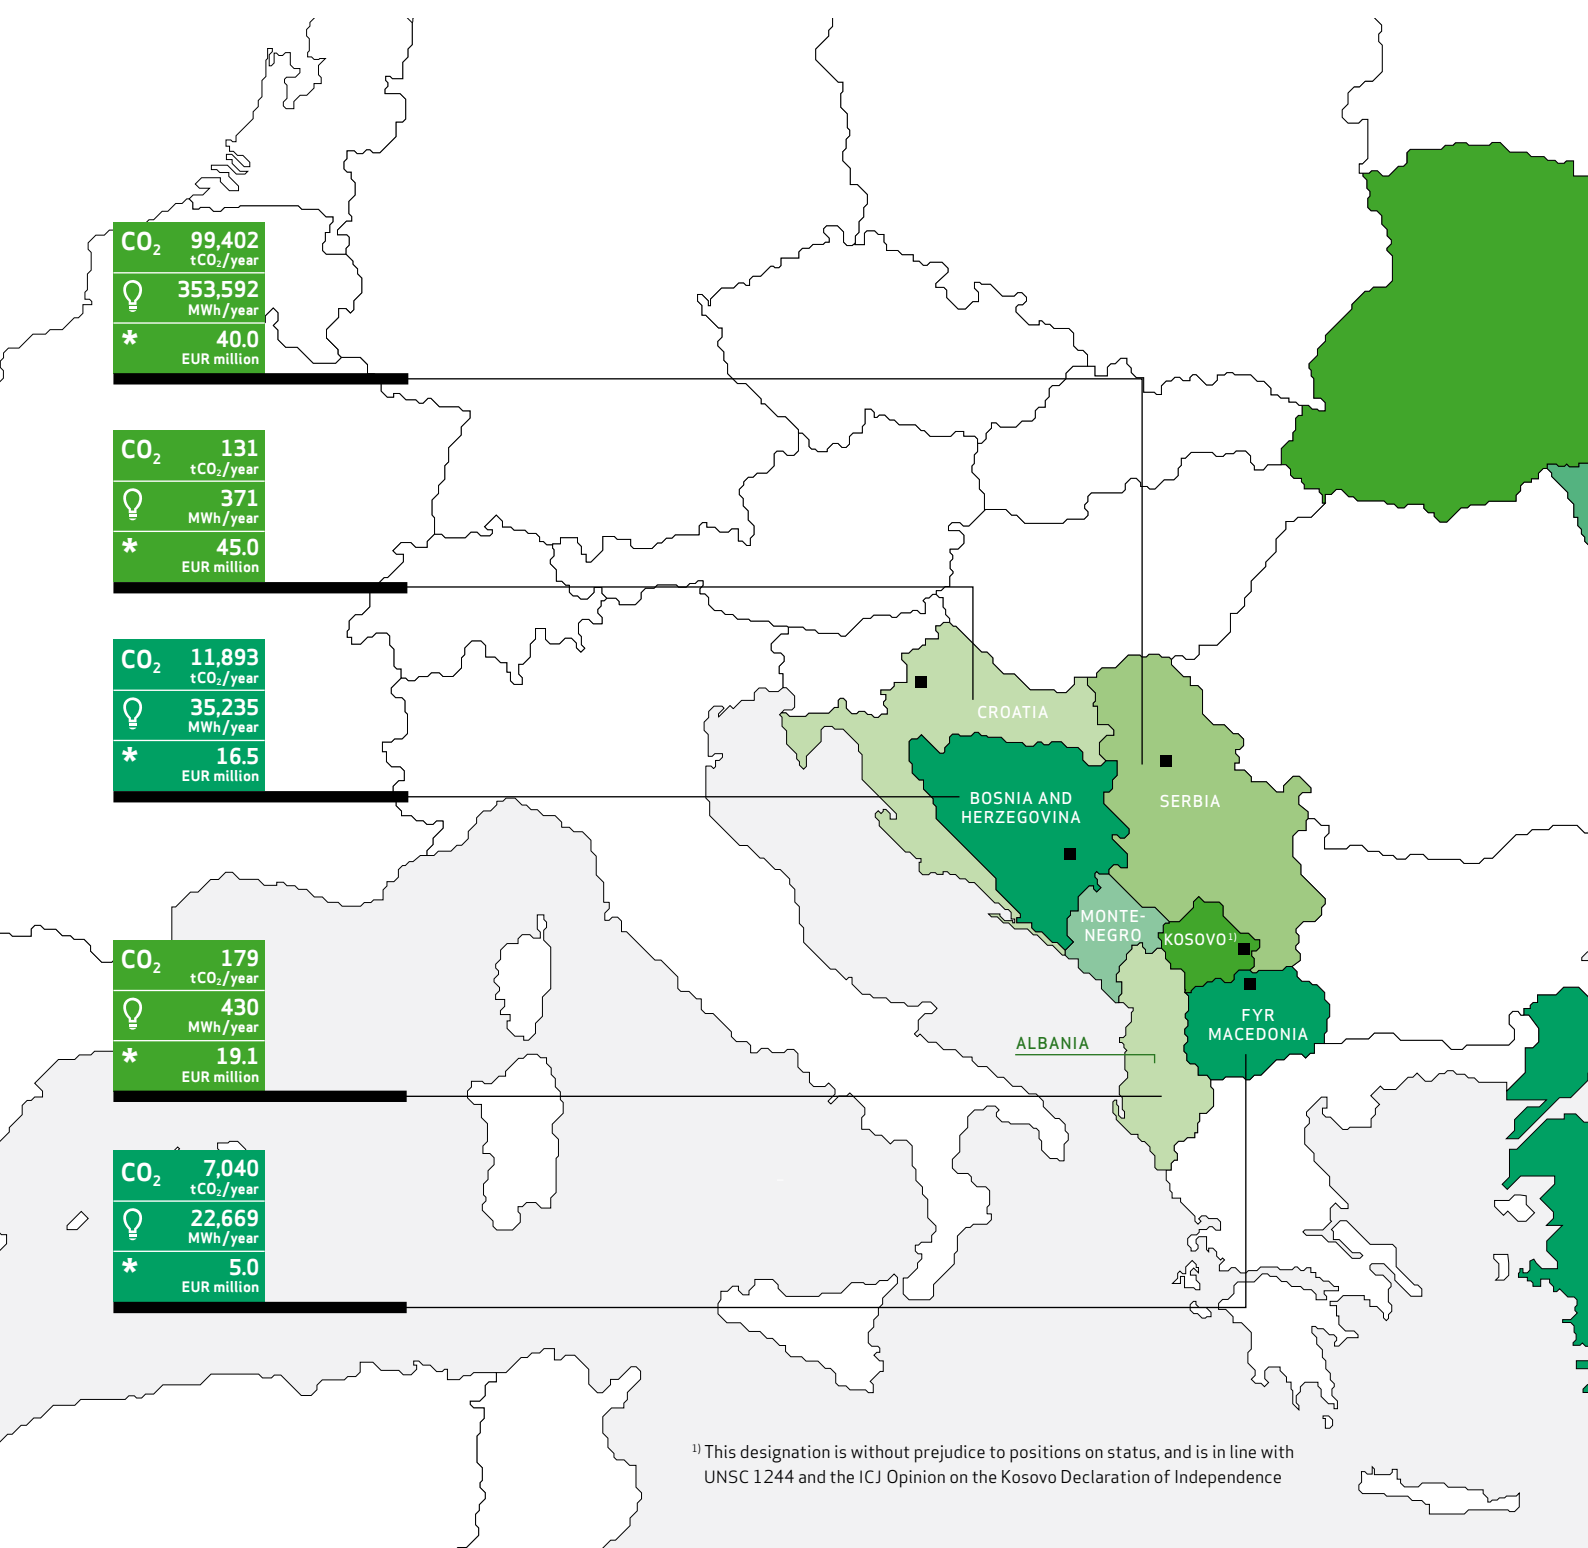 CO₂ 99,402
tCO₂/year
353,592
MWh/year
* 40.0
EUR million
CO₂ 131
tCO₂/year
371
MWh/year
* 45.0
EUR million
CO₂ 11,893
tCO₂/year
35,235
MWh/year
* 16.5
EUR million
CO₂ 179
tCO₂/year
430
MWh/year
* 19.1
EUR million
CO₂ 7,040
tCO₂/year
22,669
MWh/year
* 5.0
EUR million
CROATIA
BOSNIA AND
HERZEGOVINA
SERBIA
MONTE-
NEGRO
KOSOVO¹⁾
FYR
MACEDONIA
ALBANIA
¹⁾ This designation is without prejudice to positions on status, and is in line with
UNSC 1244 and the ICJ Opinion on the Kosovo Declaration of Independence